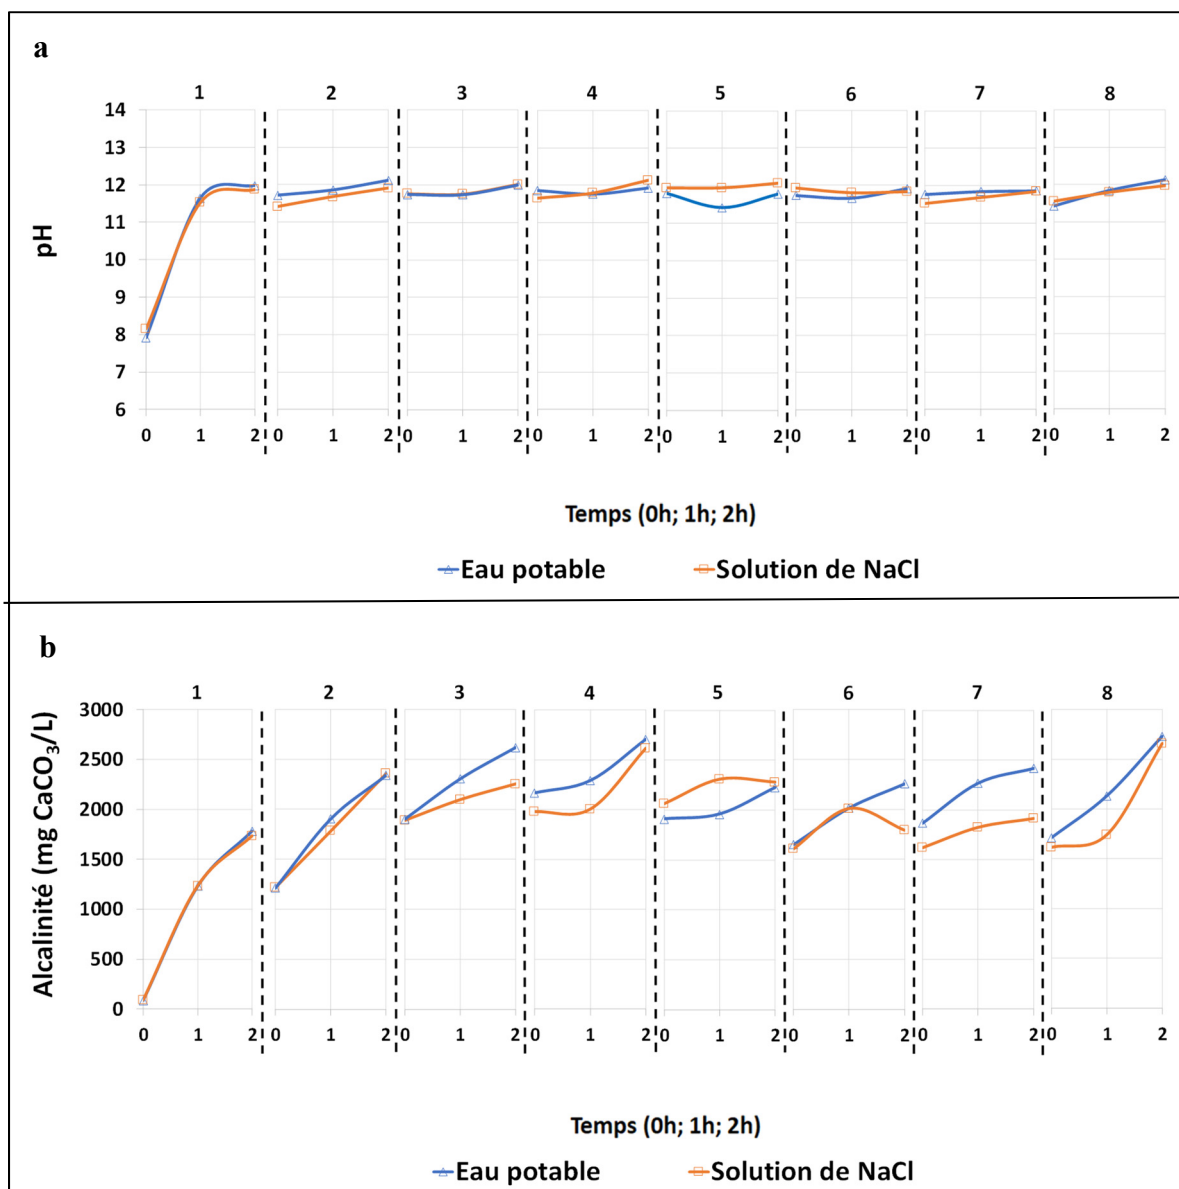 a
1 2 3 4 5 6 7 8
14
13
12
11
10
9
8
7
6
pH
0 1 2 0 1 2 0 1 2 0 1 2 0 1 2 0 1 2 0 1 2 0 1 2
Temps (0h; 1h; 2h)
Eau potable Solution de NaCl
b
1 2 3 4 5 6 7 8
3000
2500
2000
1500
1000
500
0
Alcalinité (mg CaCO₃/L)
0 1 2 0 1 2 0 1 2 0 1 2 0 1 2 0 1 2 0 1 2 0 1 2
Temps (0h; 1h; 2h)
Eau potable Solution de NaCl